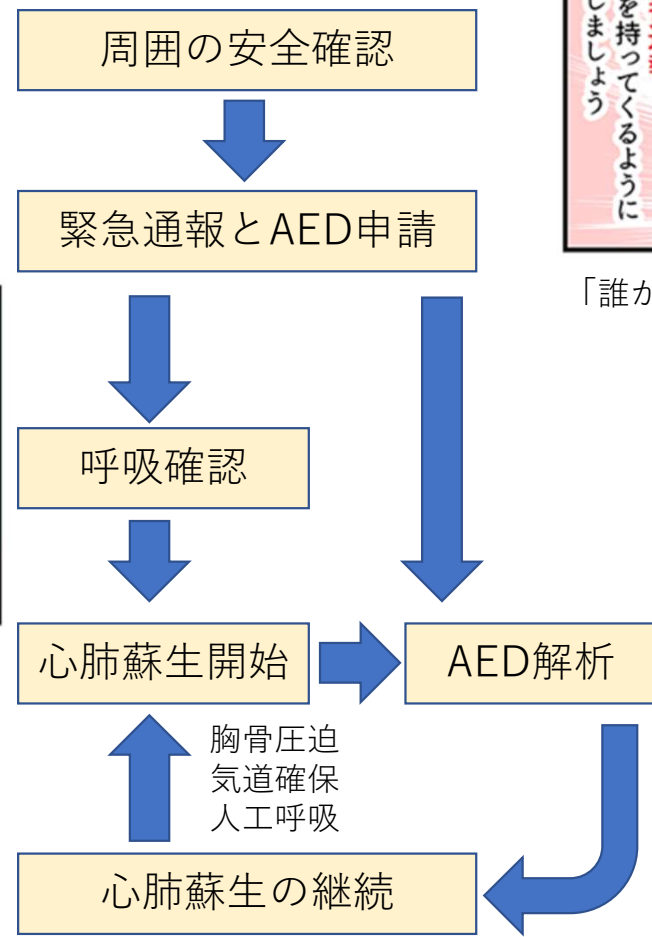 周囲の安全確認
を持ってくるように
しましょう
緊急通報とAED申請
「誰か
呼吸確認
心肺蘇生開始
AED解析
胸骨圧迫
気道確保
人工呼吸
心肺蘇生の継続